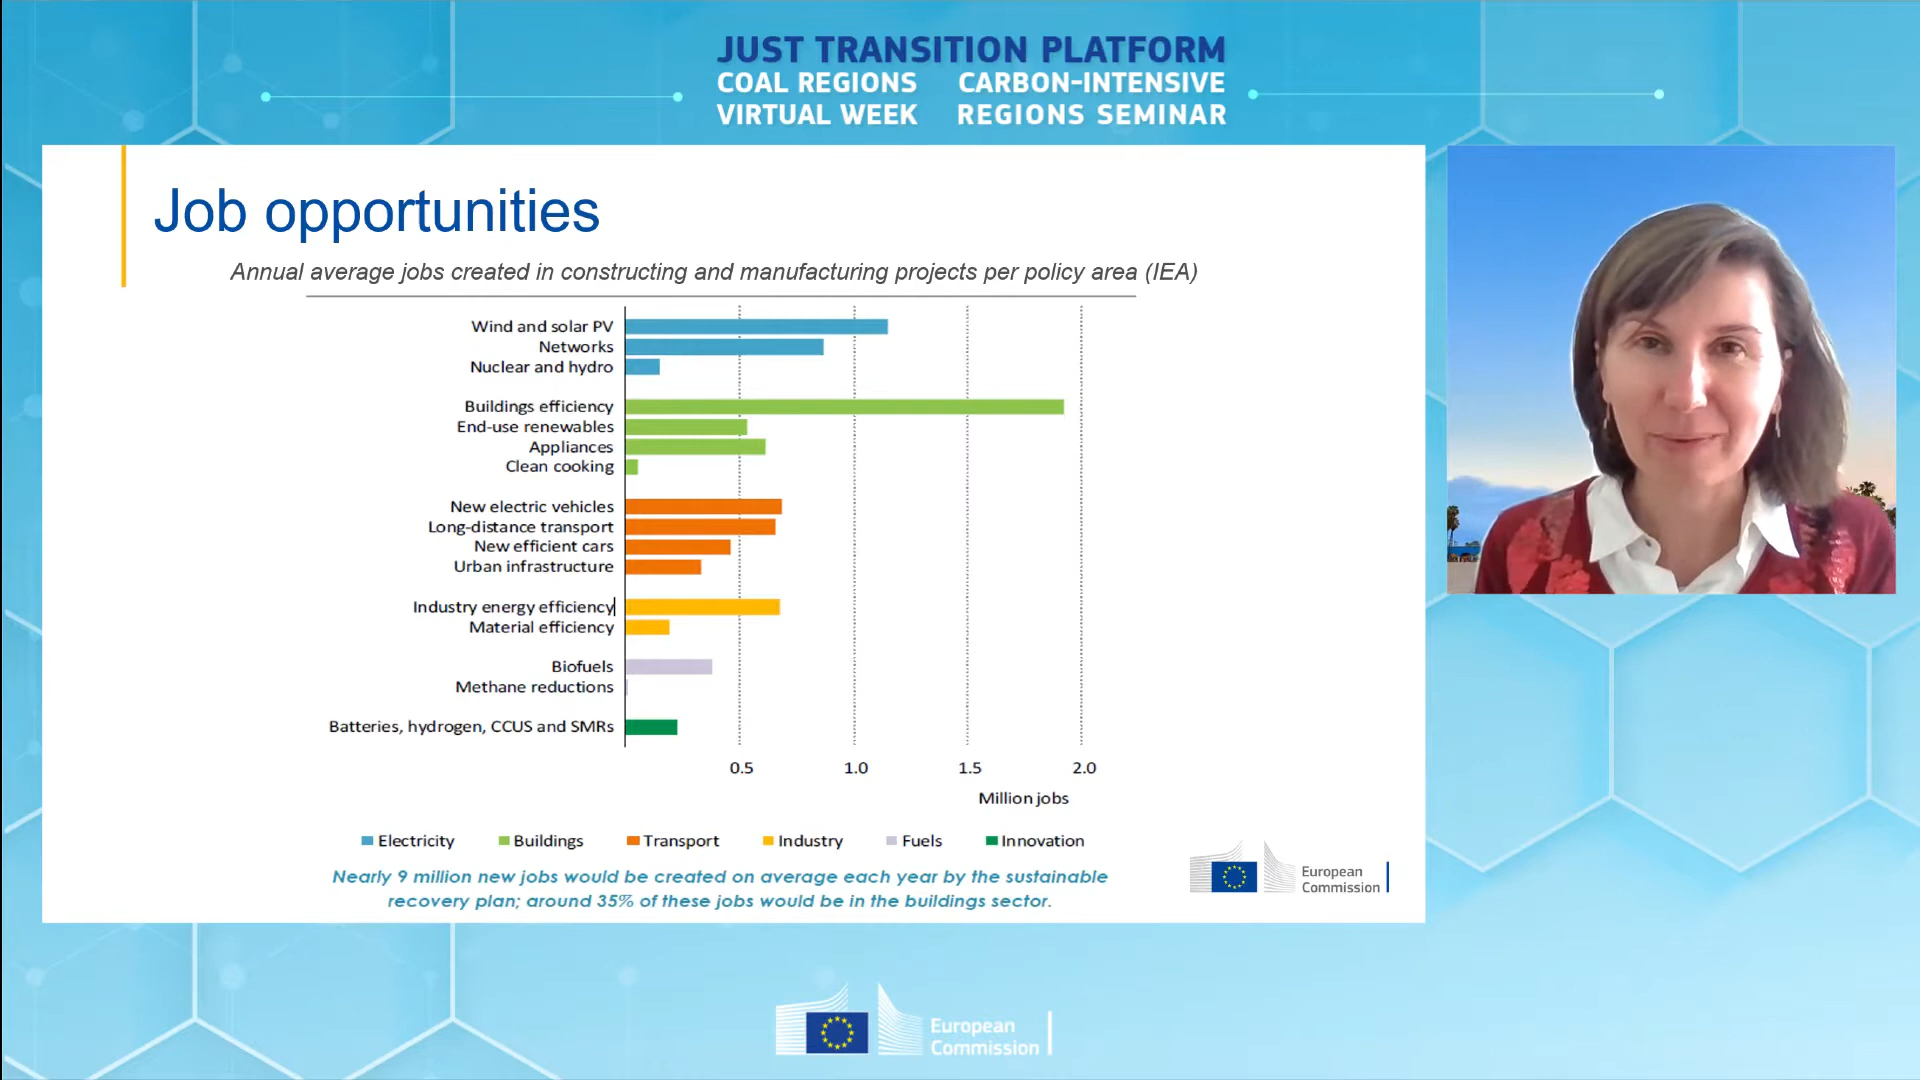 JUST TRANSITION PLATFORM
COAL REGIONS CARBON-INTENSIVE
VIRTUAL WEEK REGIONS SEMINAR
Job opportunities
Annual average jobs created in constructing and manufacturing projects per policy area (IEA)
Wind and solar PV
Networks
Nuclear and hydro
Buildings efficiency
End-use renewables
Appliances
Clean cooking
New electric vehicles
Long-distance transport
New efficient cars
Urban infrastructure
Industry energy efficiency
Material efficiency
Biofuels
Methane reductions
Batteries, hydrogen, CCUS and SMRs
0.5 1.0 1.5 2.0
Million jobs
Electricity Buildings Transport Industry Fuels Innovation
Nearly 9 million new jobs would be created on average each year by the sustainable
recovery plan; around 35% of these jobs would be in the buildings sector.
European
Commission
European
Commission